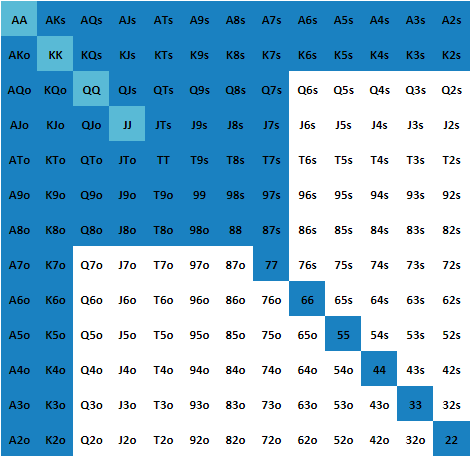 AA AKs AQs AJs ATs A9s A8s A7s A6s A5s A4s A3s A2s
AKo KK KQs KJs KTs K9s K8s K7s K6s K5s K4s K3s K2s
AQo KQo QQ QJs QTs Q9s Q8s Q7s Q6s Q5s Q4s Q3s Q2s
AJo KJo QJo JJ JTs J9s J8s J7s J6s J5s J4s J3s J2s
ATo KTo QTo JTo TT T9s T8s T7s T6s T5s T4s T3s T2s
A9o K9o Q9o J9o T9o 99 98s 97s 96s 95s 94s 93s 92s
A8o K8o Q8o J8o T8o 98o 88 87s 86s 85s 84s 83s 82s
A7o K7o Q7o J7o T7o 97o 87o 77 76s 75s 74s 73s 72s
A6o K6o Q6o J6o T6o 96o 86o 76o 66 65s 64s 63s 62s
A5o K5o Q5o J5o T5o 95o 85o 75o 65o 55 54s 53s 52s
A4o K4o Q4o J4o T4o 94o 84o 74o 64o 54o 44 43s 42s
A3o K3o Q3o J3o T3o 93o 83o 73o 63o 53o 43o 33 32s
A2o K2o Q2o J2o T2o 92o 82o 72o 62o 52o 42o 32o 22